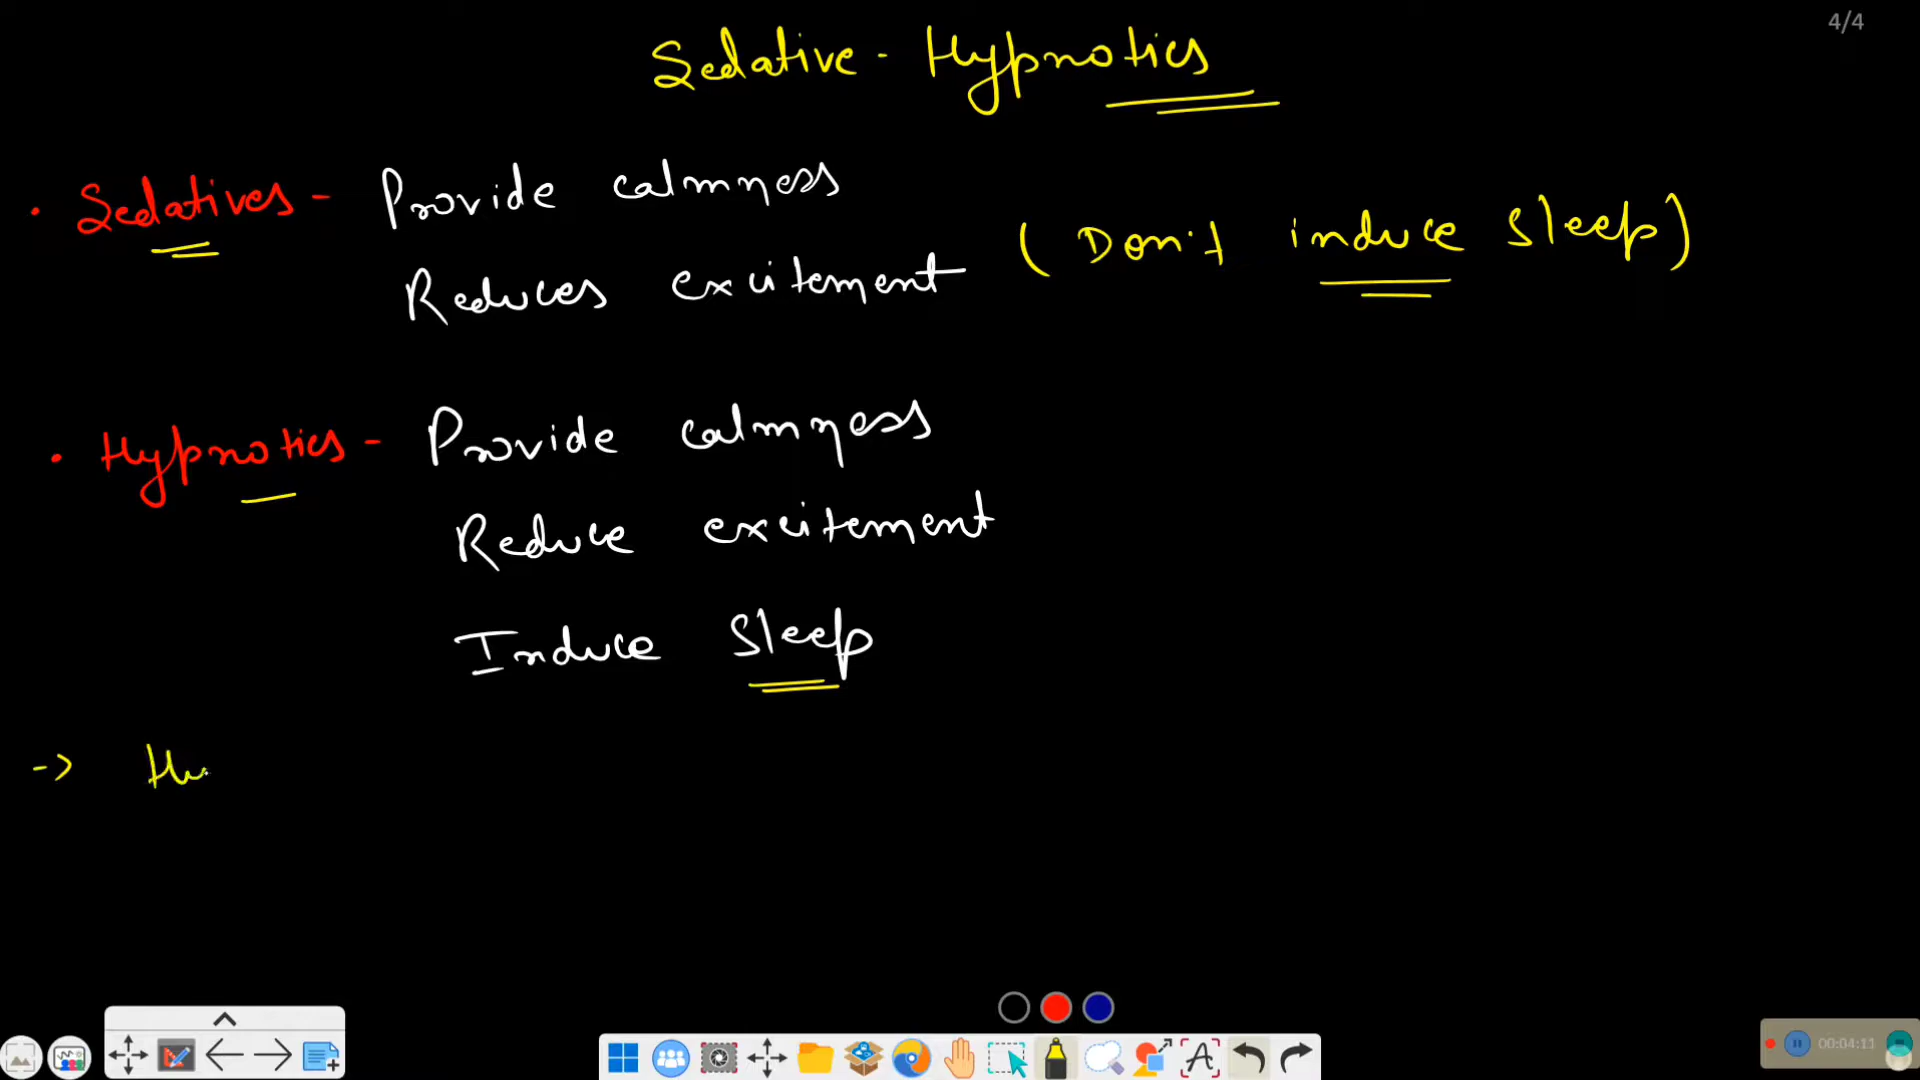 4/4
Sedative - Hypnotics
• Sedatives - Provide calmness
Reduces excitement (Don't induce sleep)
• Hypnotics - Provide calmness
Reduce excitement
Induce sleep
->
00:04:11